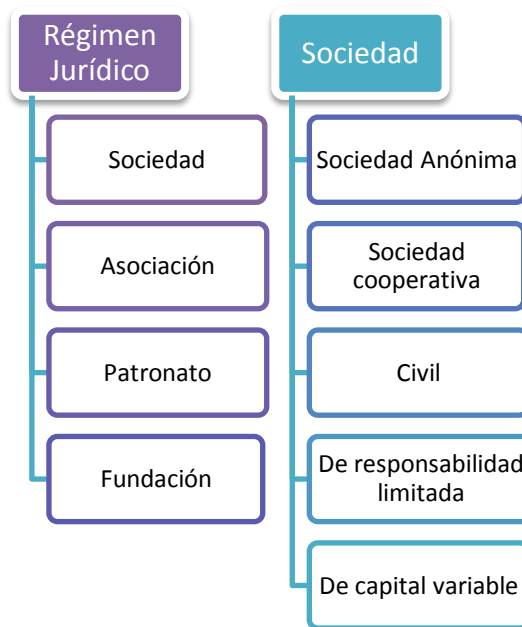 Régimen
Jurídico
Sociedad
Asociación
Patronato
Fundación
Sociedad
Sociedad Anónima
Sociedad
cooperativa
Civil
De responsabilidad
limitada
De capital variable